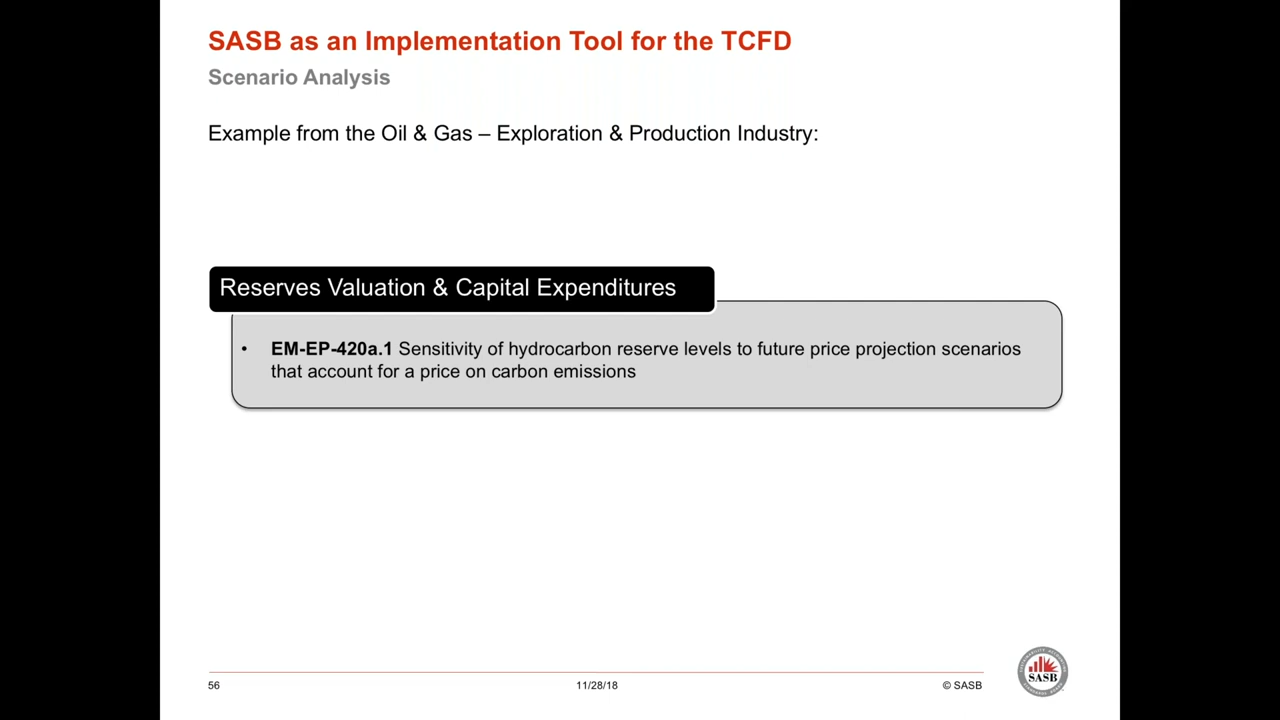 SASB as an Implementation Tool for the TCFD
Scenario Analysis
Example from the Oil & Gas – Exploration & Production Industry:
Reserves Valuation & Capital Expenditures
• EM-EP-420a.1 Sensitivity of hydrocarbon reserve levels to future price projection scenarios
that account for a price on carbon emissions
56
11/28/18
© SASB
SASB